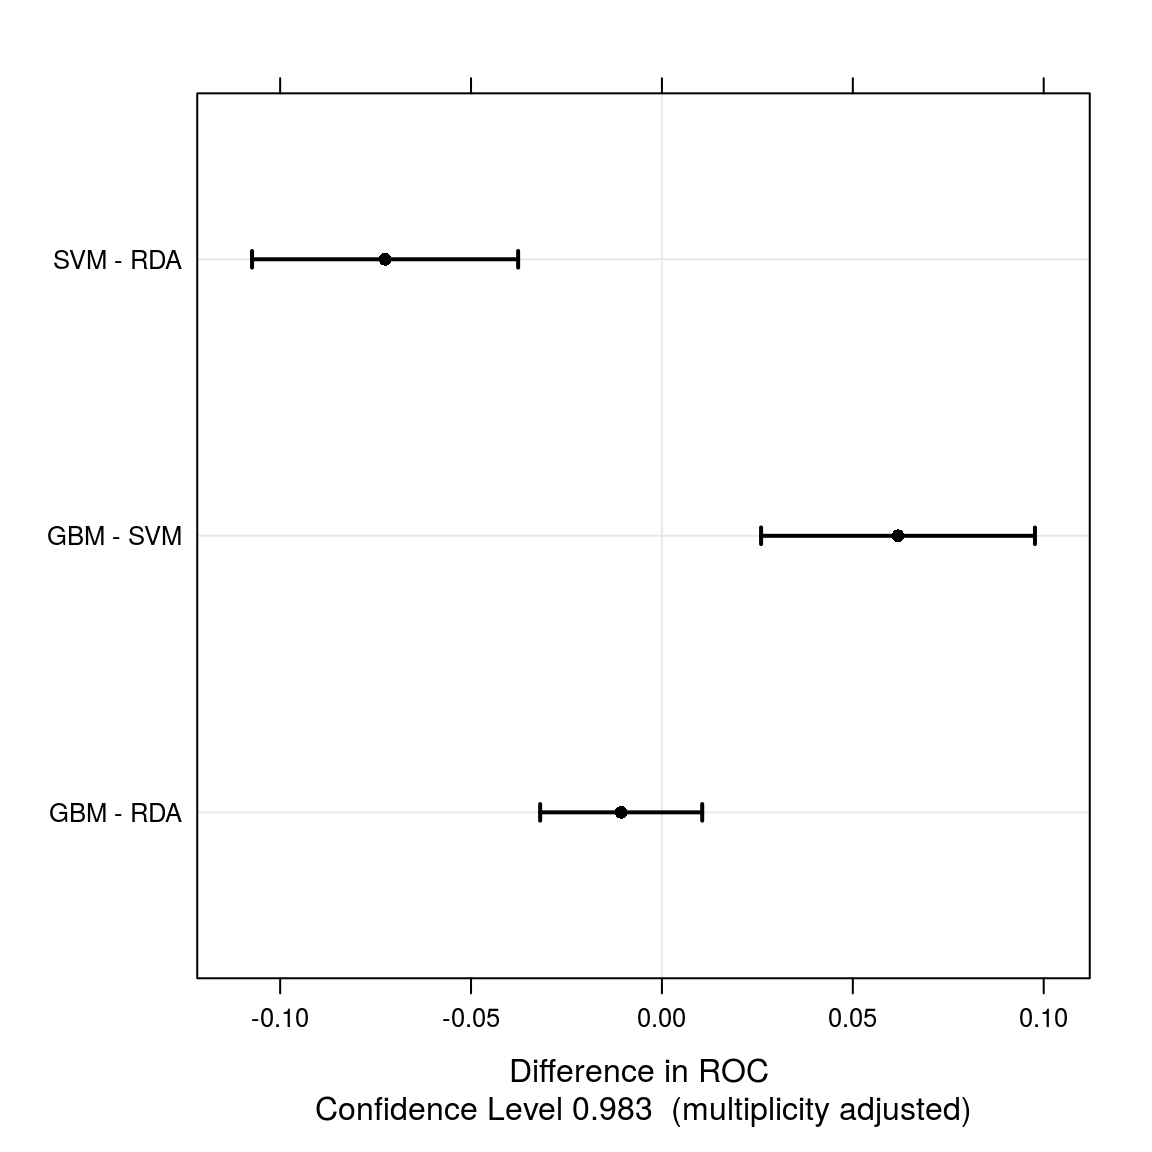 SVM - RDA
GBM - SVM
GBM - RDA
-0.10 -0.05 0.00 0.05 0.10
Difference in ROC
Confidence Level 0.983  (multiplicity adjusted)